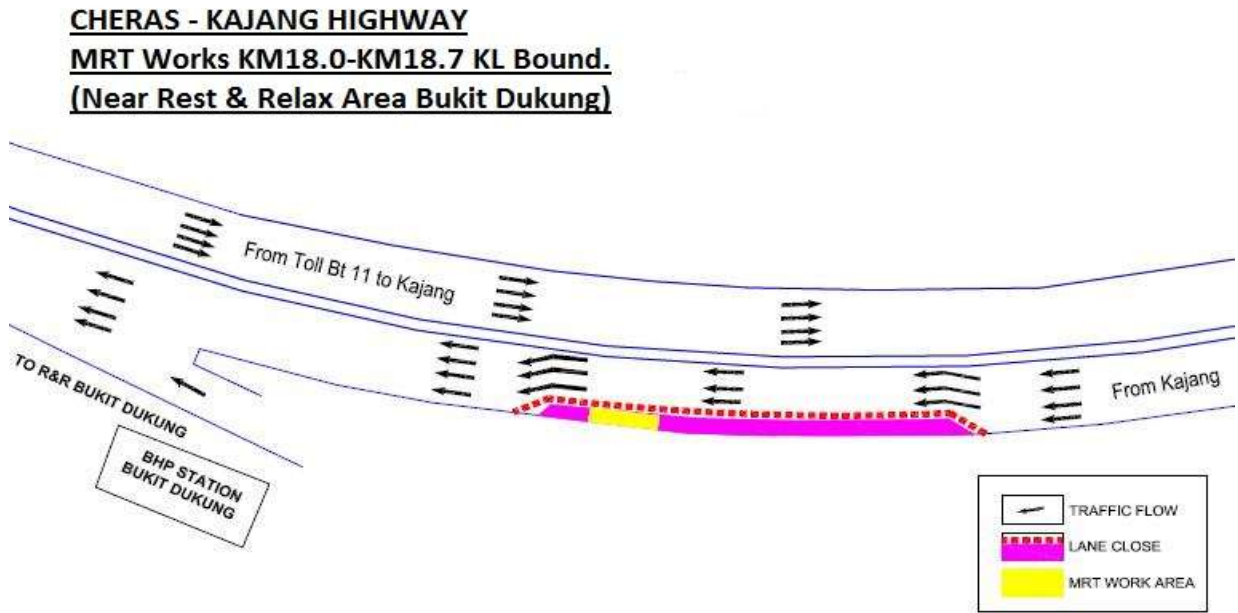 CHERAS - KAJANG HIGHWAY
MRT Works KM18.0-KM18.7 KL Bound.
(Near Rest & Relax Area Bukit Dukung)
From Toll Bt 11 to Kajang
From Kajang
TO R&R BUKIT DUKUNG
BHP STATION
BUKIT DUKUNG
TRAFFIC FLOW
LANE CLOSE
MRT WORK AREA